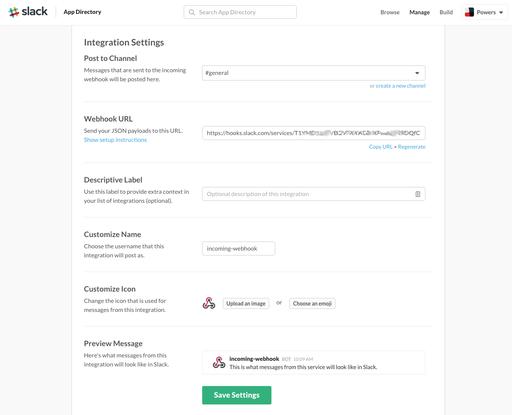 slack App Directory Search App Directory Browse Manage Build Powers
Integration Settings
Post to Channel
Messages that are sent to the incoming
webhook will be posted here.
#general
or create a new channel
Webhook URL
Send your JSON payloads to this URL.
Show setup instructions
https://hooks.slack.com/services/
Copy URL • Regenerate
Descriptive Label
Use this label to provide extra context in
your list of integrations (optional).
Optional description of this integration
Customize Name
Choose the username that this
integration will post as.
incoming-webhook
Customize Icon
Change the icon that is used for
messages from this integration.
Upload an image or Choose an emoji
Preview Message
Here's what messages from this
integration will look like in Slack.
incoming-webhook BOT 10:09 AM
This is what messages from this service will look like in Slack.
Save Settings